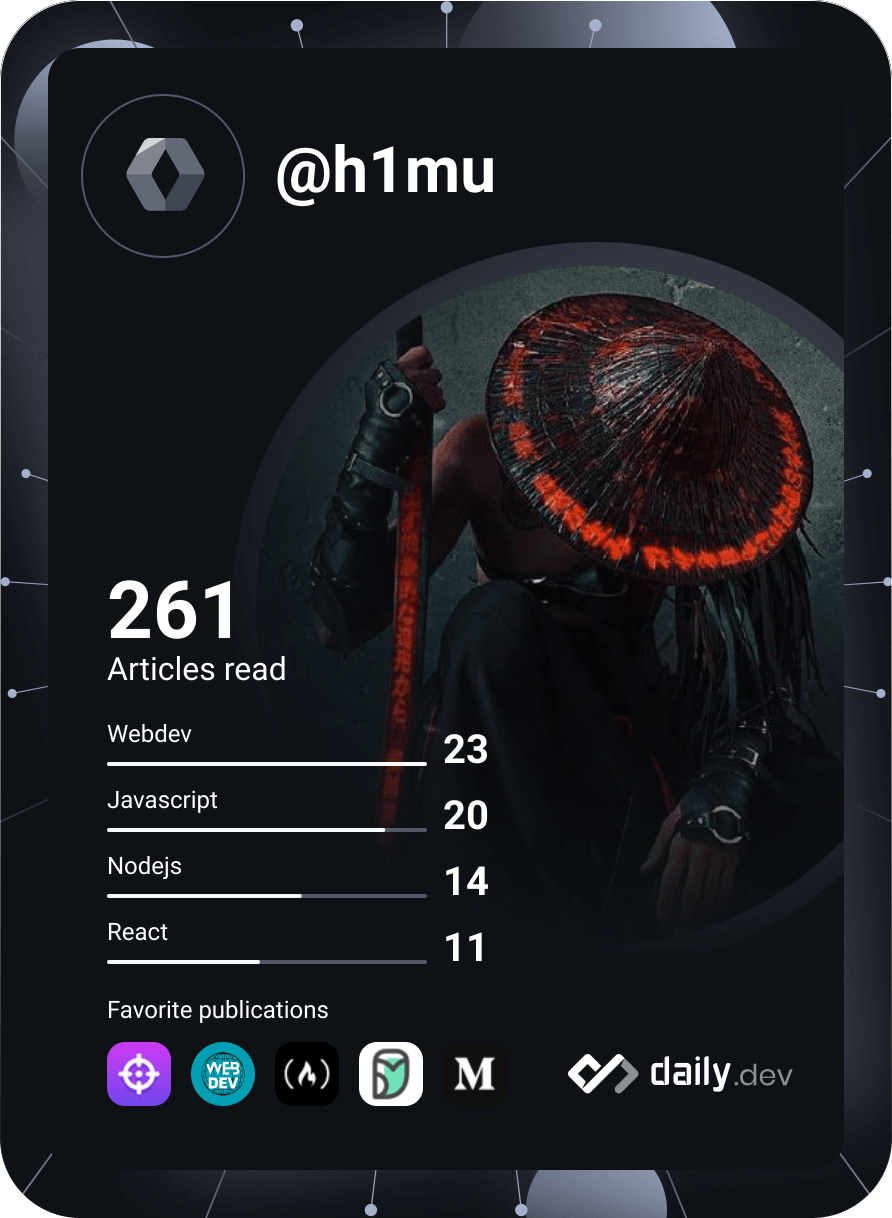 @h1mu
261
Articles read
Webdev
23
Javascript
20
Nodejs
14
React
11
Favorite publications
WEB
DEV
M
daily.dev